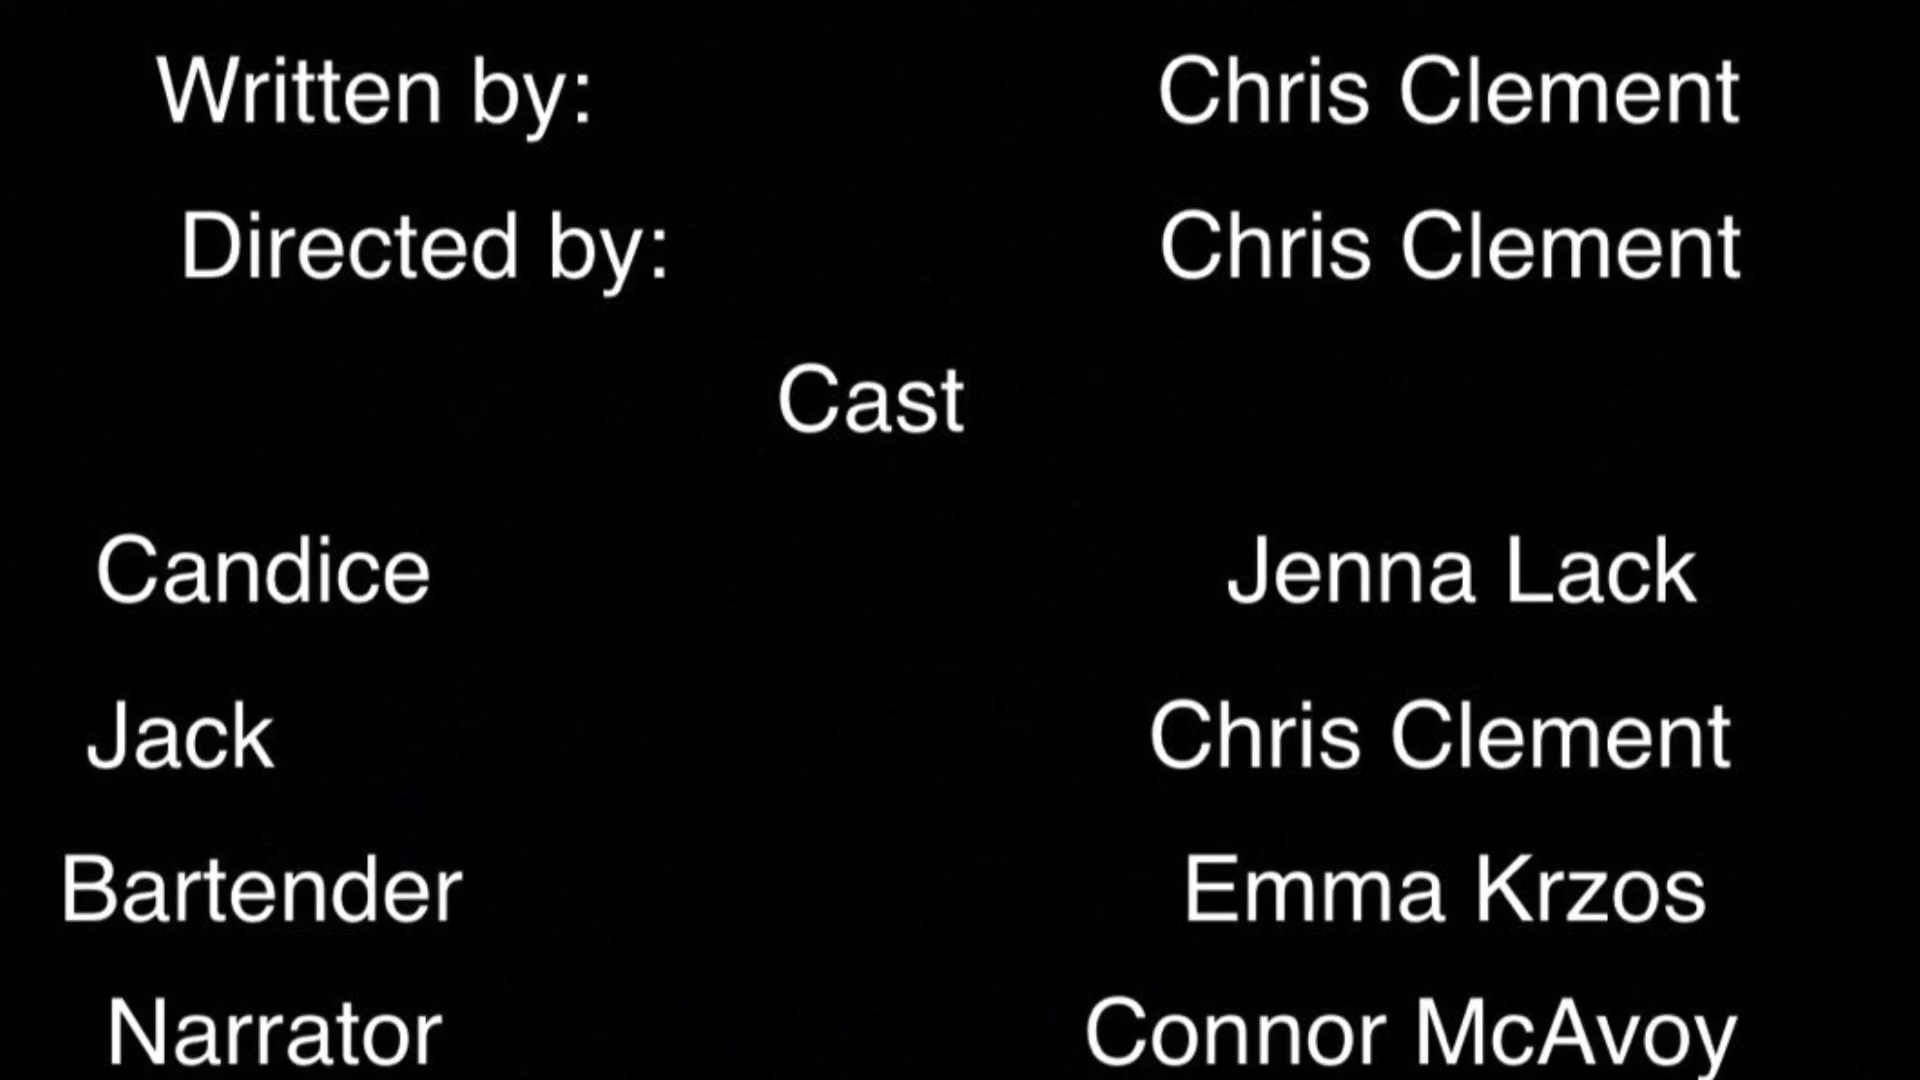 Written by: Chris Clement
Directed by: Chris Clement
Cast
Candice Jenna Lack
Jack Chris Clement
Bartender Emma Krzos
Narrator Connor McAvoy